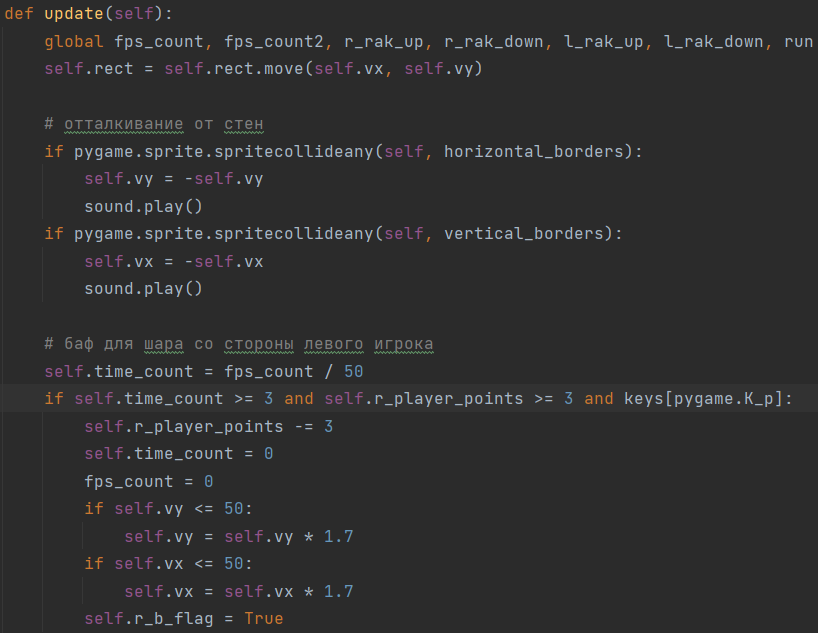 def update(self):
    global fps_count, fps_count2, r_rak_up, r_rak_down, l_rak_up, l_rak_down, run
    self.rect = self.rect.move(self.vx, self.vy)

    # отталкивание от стен
    if pygame.sprite.spritecollideany(self, horizontal_borders):
        self.vy = -self.vy
        sound.play()
    if pygame.sprite.spritecollideany(self, vertical_borders):
        self.vx = -self.vx
        sound.play()

    # баф для шара со стороны левого игрока
    self.time_count = fps_count / 50
    if self.time_count >= 3 and self.r_player_points >= 3 and keys[pygame.K_p]:
        self.r_player_points -= 3
        self.time_count = 0
        fps_count = 0
        if self.vy <= 50:
            self.vy = self.vy * 1.7
        if self.vx <= 50:
            self.vx = self.vx * 1.7
        self.r_b_flag = True